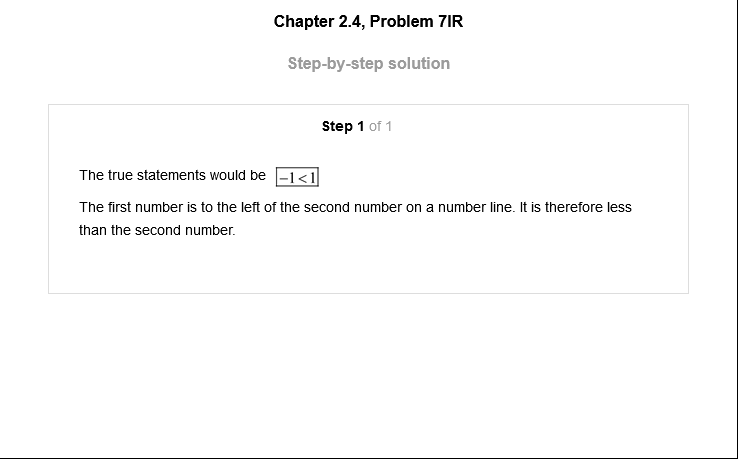 Chapter 2.4, Problem 7IR
Step-by-step solution
Step 1 of 1
The true statements would be −1<1
The first number is to the left of the second number on a number line. It is therefore less
than the second number.